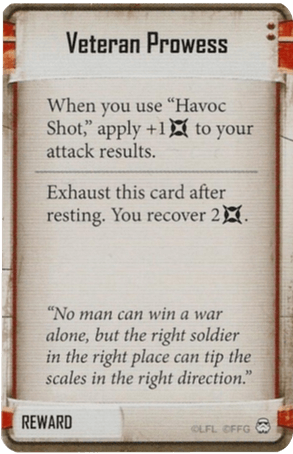 Veteran Prowess
When you use “Havoc
Shot,” apply +1 to your
attack results.
Exhaust this card after
resting. You recover 2 .
“No man can win a war
alone, but the right soldier
in the right place can tip the
scales in the right direction.”
REWARD
©LFL ©FFG